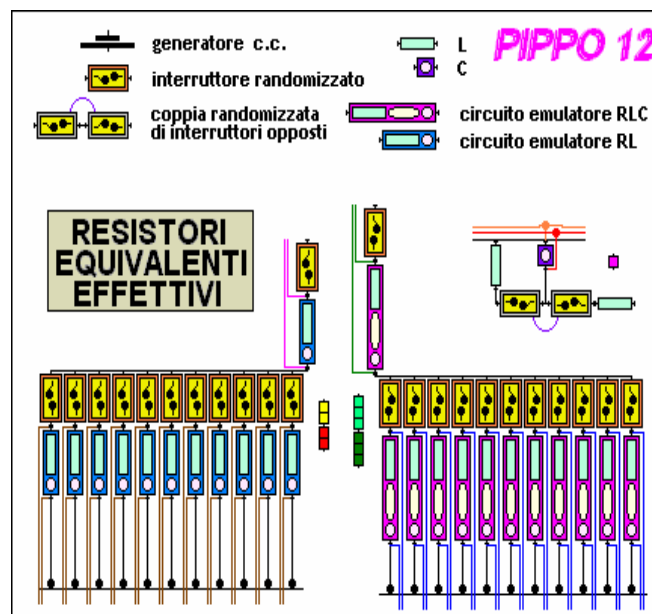 generatore c.c.
interruttore randomizzato
coppia randomizzata
di interruttori opposti
L
C
PIPPO 12
circuito emulatore RLC
circuito emulatore RL
RESISTORI
EQUIVALENTI
EFFETTIVI